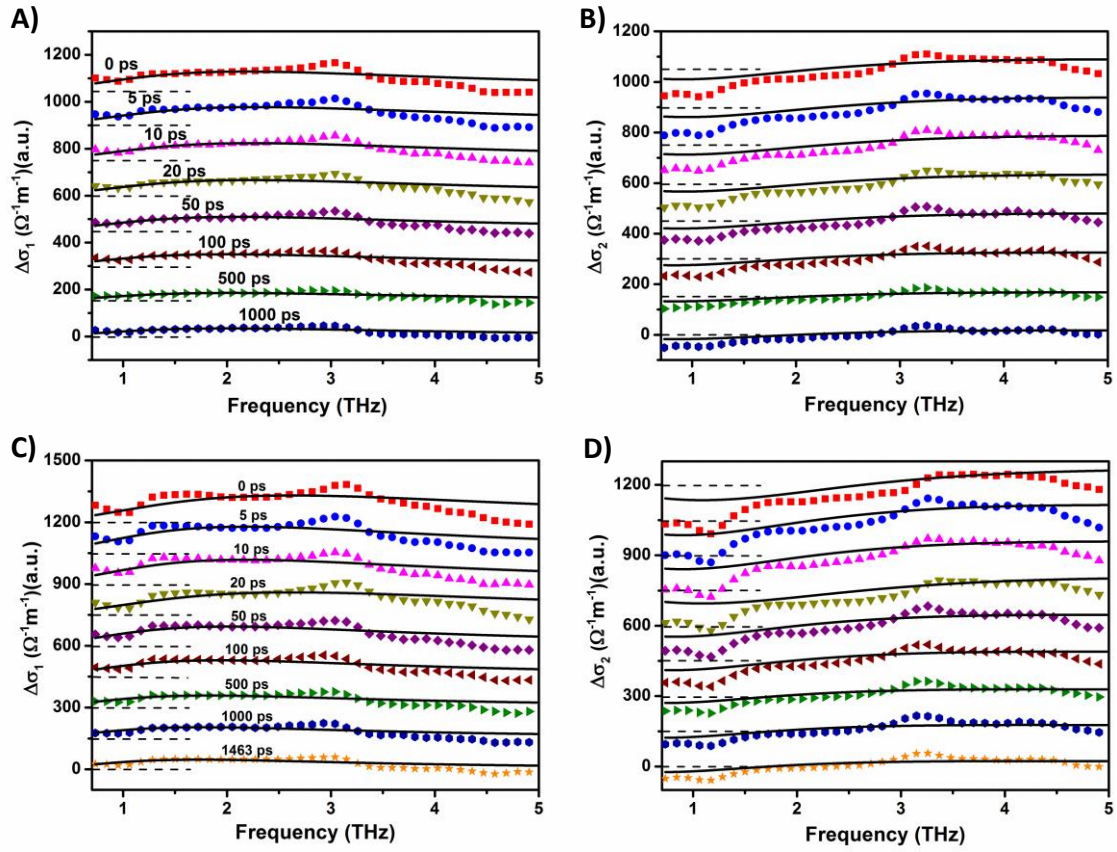 A)
1200
1000
800
600
400
200
0
0 ps
5 ps
10 ps
20 ps
50 ps
100 ps
500 ps
1000 ps
Δσ₁ (Ω⁻¹m⁻¹)(a.u.)
1 2 3 4 5
Frequency (THz)
B)
1200
1000
800
600
400
200
0
Δσ₂ (Ω⁻¹m⁻¹)(a.u.)
1 2 3 4 5
Frequency (THz)
C)
1500
1200
900
600
300
0
0 ps
5 ps
10 ps
20 ps
50 ps
100 ps
500 ps
1000 ps
1463 ps
Δσ₁ (Ω⁻¹m⁻¹)(a.u.)
1 2 3 4 5
Frequency (THz)
D)
1200
900
600
300
0
Δσ₂ (Ω⁻¹m⁻¹)(a.u.)
1 2 3 4 5
Frequency (THz)